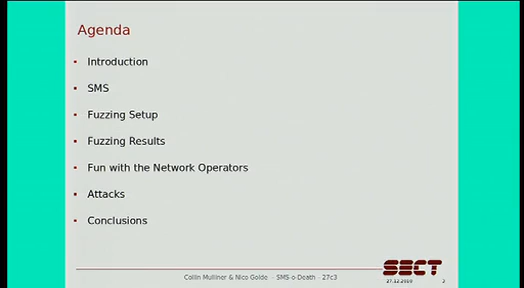 Agenda
Introduction
SMS
Fuzzing Setup
Fuzzing Results
Fun with the Network Operators
Attacks
Conclusions
Collin Mulliner & Nico Golde - SMS-o-Death - 27c3
SECT
27.12.2010
2